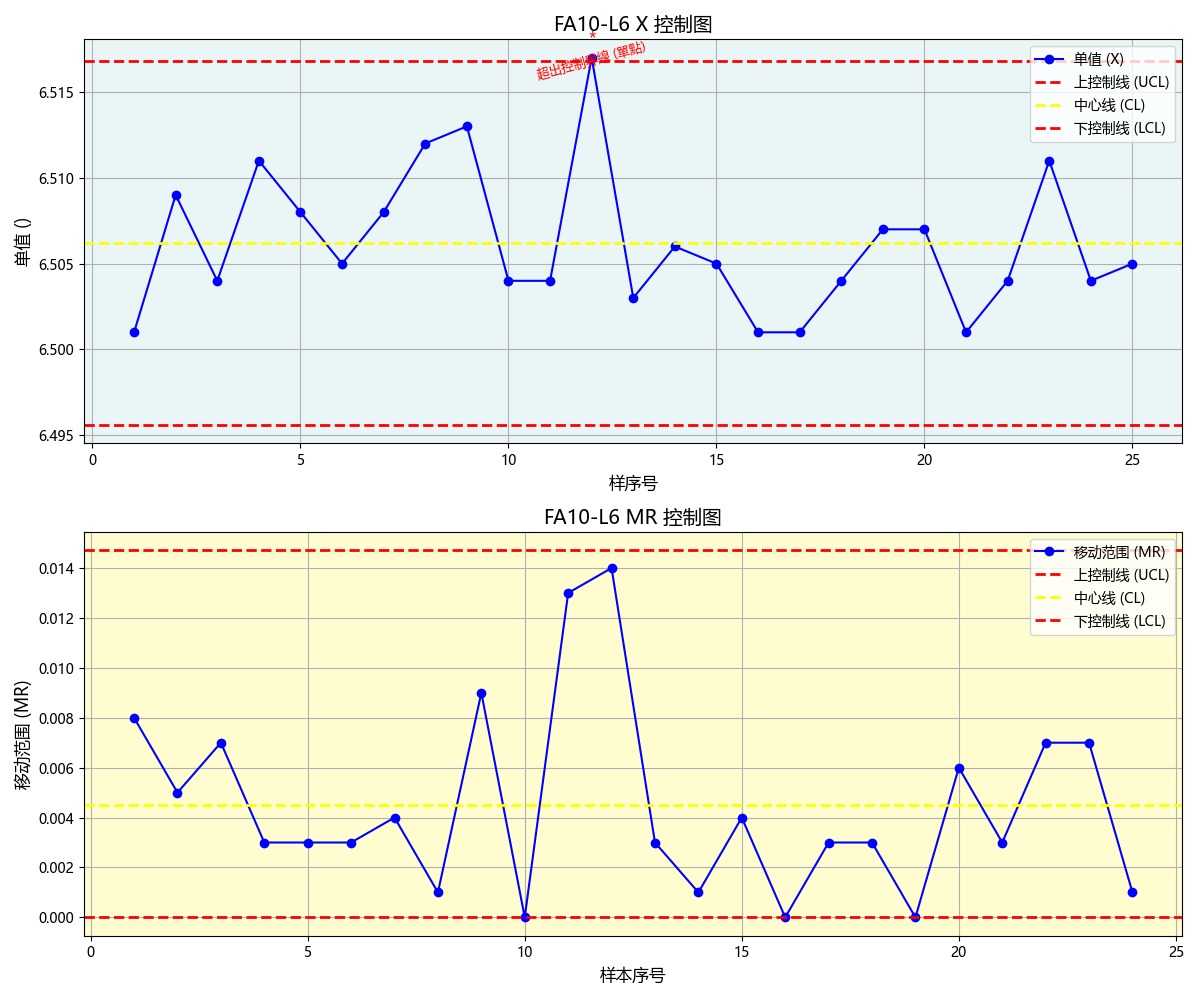 FA10-L6 X 控制图
*
超出控制界線 (單點)
单值 (X)
上控制线 (UCL)
中心线 (CL)
下控制线 (LCL)
单值 ()
6.515
6.510
6.505
6.500
6.495
0 5 10 15 20 25
样序号
FA10-L6 MR 控制图
移动范围 (MR)
上控制线 (UCL)
中心线 (CL)
下控制线 (LCL)
移动范围 (MR)
0.014
0.012
0.010
0.008
0.006
0.004
0.002
0.000
0 5 10 15 20 25
样本序号